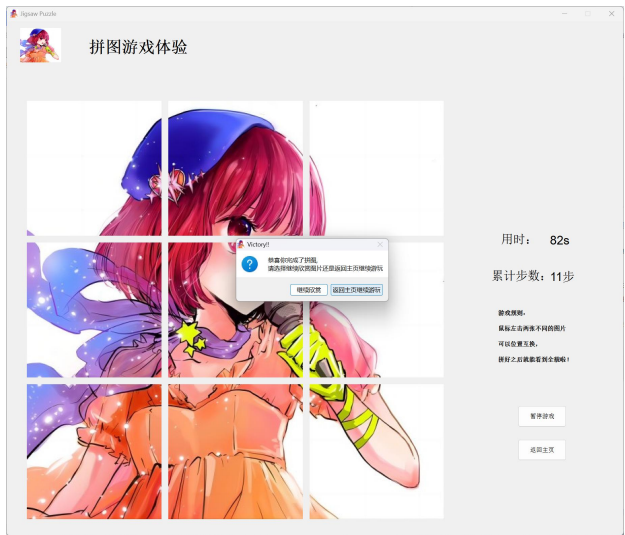 Jigsaw Puzzle
拼图游戏体验
Victory!!
恭喜你完成了拼图,
请选择继续欣赏图片还是返回主页继续游玩
继续欣赏
返回主页继续游玩
用时： 82s
累计步数：11步
游戏规则：
鼠标左击两张不同的图片
可以位置互换，
拼好之后就能看到全貌啦！
暂停游戏
返回主页